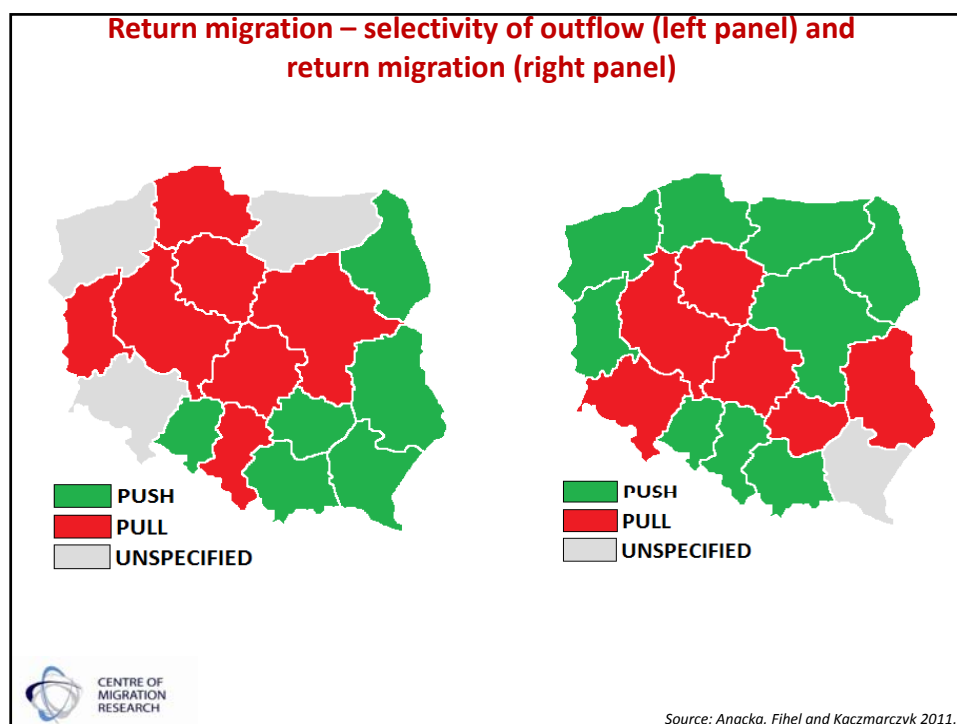 Return migration – selectivity of outflow (left panel) and
return migration (right panel)
PUSH
PULL
UNSPECIFIED
PUSH
PULL
UNSPECIFIED
CENTRE OF
MIGRATION
RESEARCH
Source: Anacka, Fihel and Kaczmarczyk 2011.